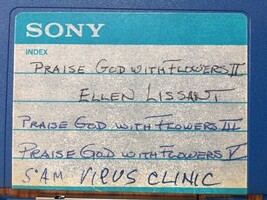 SONY
INDEX
PRAISE GOD WITH FLOWERS II
ELLEN LISSANT
PRAISE GOD WITH FLOWERS III
PRAISE GOD WITH FLOWERS V
5AM VIRUS CLINIC